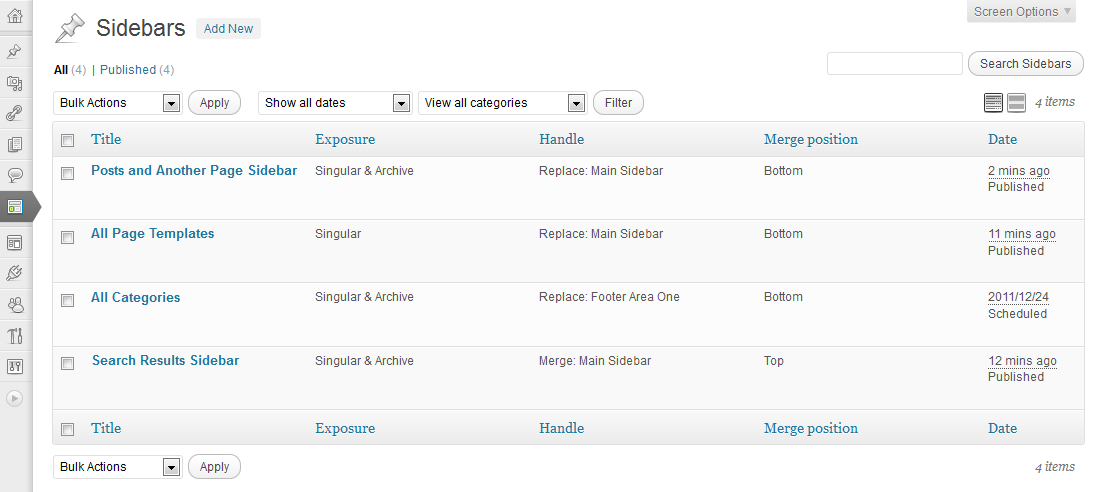 Screen Options
Sidebars Add New
All (4) | Published (4)
Search Sidebars
Bulk Actions Apply Show all dates View all categories Filter 4 items
Title Exposure Handle Merge position Date
Posts and Another Page Sidebar Singular & Archive Replace: Main Sidebar Bottom 2 mins ago
Published
All Page Templates Singular Replace: Main Sidebar Bottom 11 mins ago
Published
All Categories Singular & Archive Replace: Footer Area One Bottom 2011/12/24
Scheduled
Search Results Sidebar Singular & Archive Merge: Main Sidebar Top 12 mins ago
Published
Title Exposure Handle Merge position Date
Bulk Actions Apply 4 items